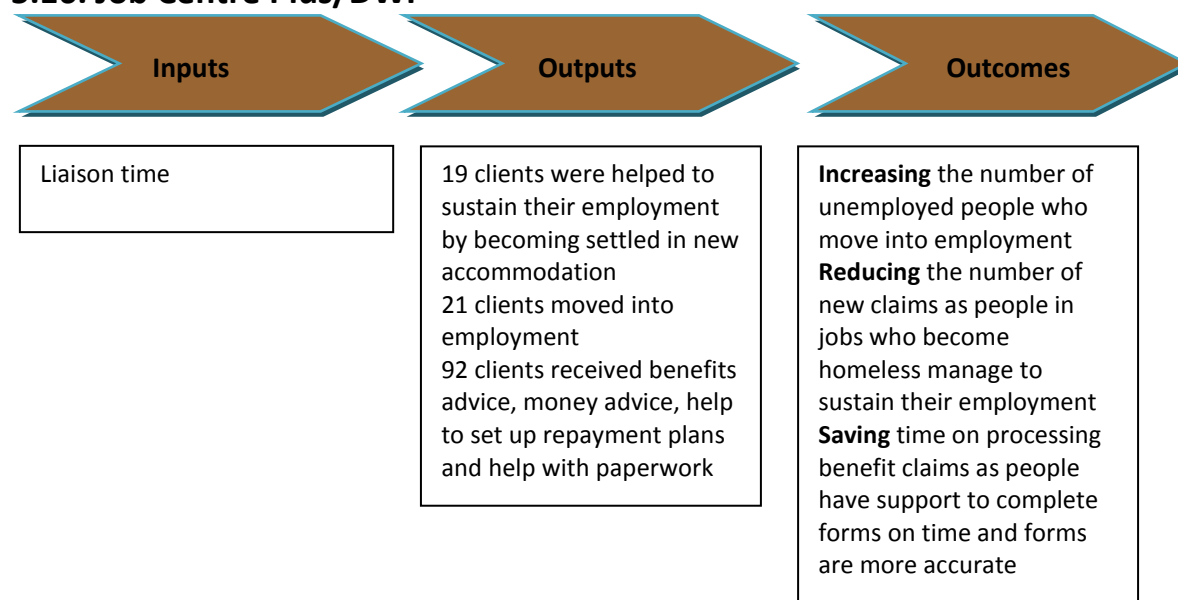 Inputs
Outputs
Outcomes
Liaison time
19 clients were helped to
sustain their employment
by becoming settled in new
accommodation
21 clients moved into
employment
92 clients received benefits
advice, money advice, help
to set up repayment plans
and help with paperwork
Increasing the number of
unemployed people who
move into employment
Reducing the number of
new claims as people in
jobs who become
homeless manage to
sustain their employment
Saving time on processing
benefit claims as people
have support to complete
forms on time and forms
are more accurate